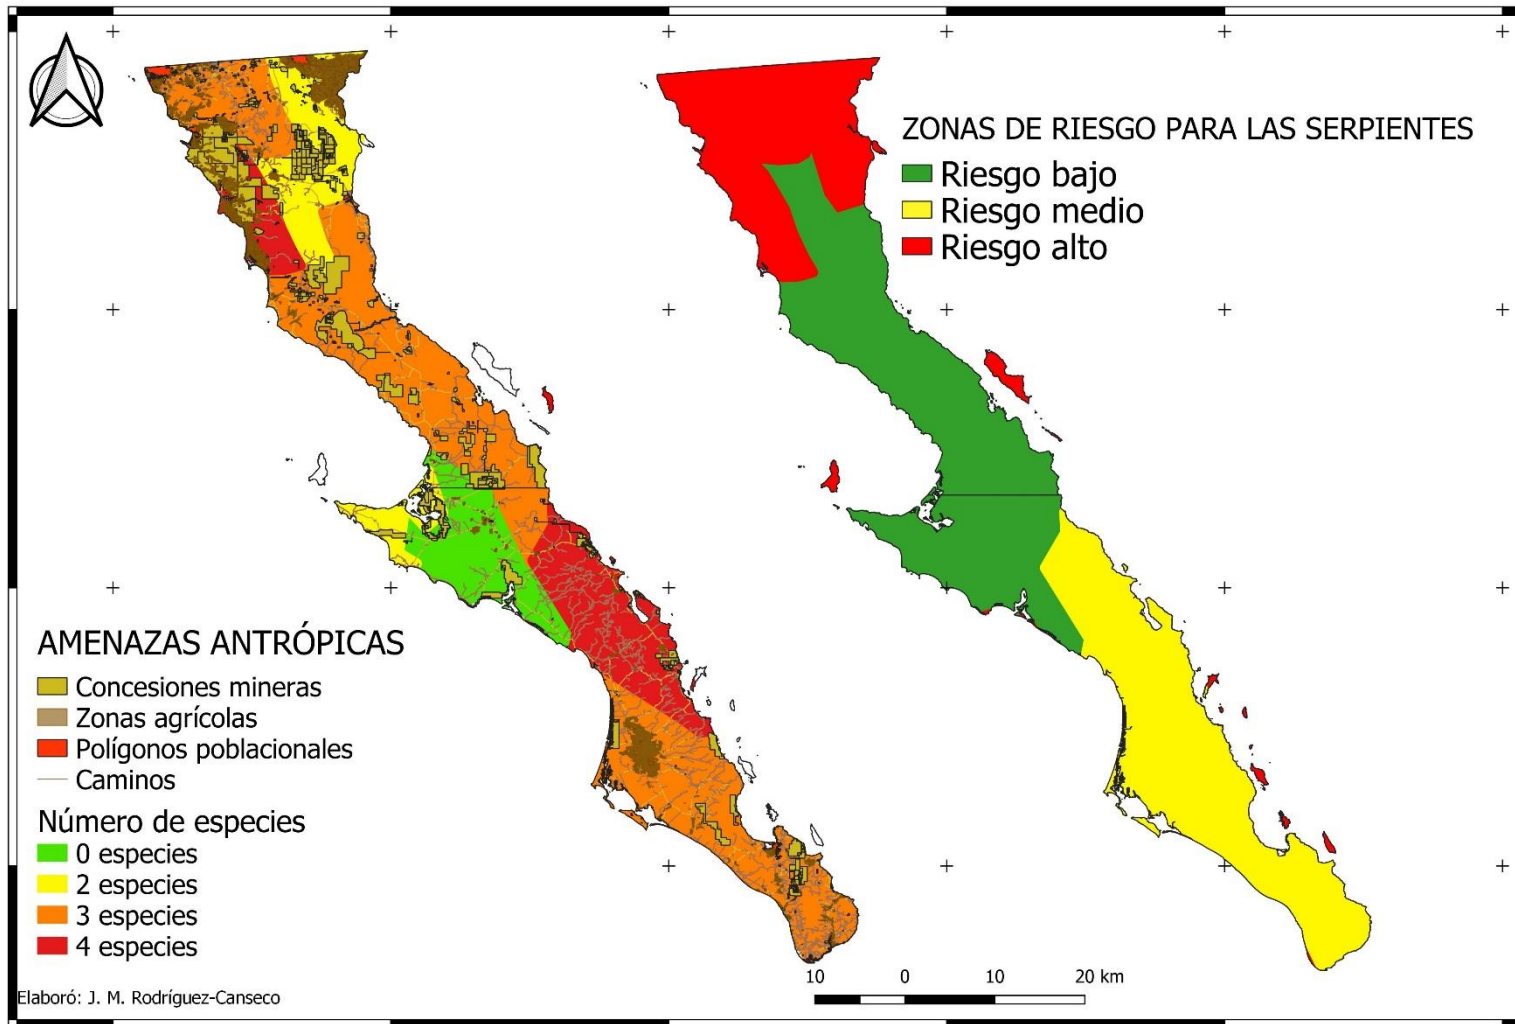 ZONAS DE RIESGO PARA LAS SERPIENTES
Riesgo bajo
Riesgo medio
Riesgo alto
AMENAZAS ANTRÓPICAS
Concesiones mineras
Zonas agrícolas
Polígonos poblacionales
Caminos
Número de especies
0 especies
2 especies
3 especies
4 especies
Elaboró: J. M. Rodríguez-Canseco
10 0 10 20 km